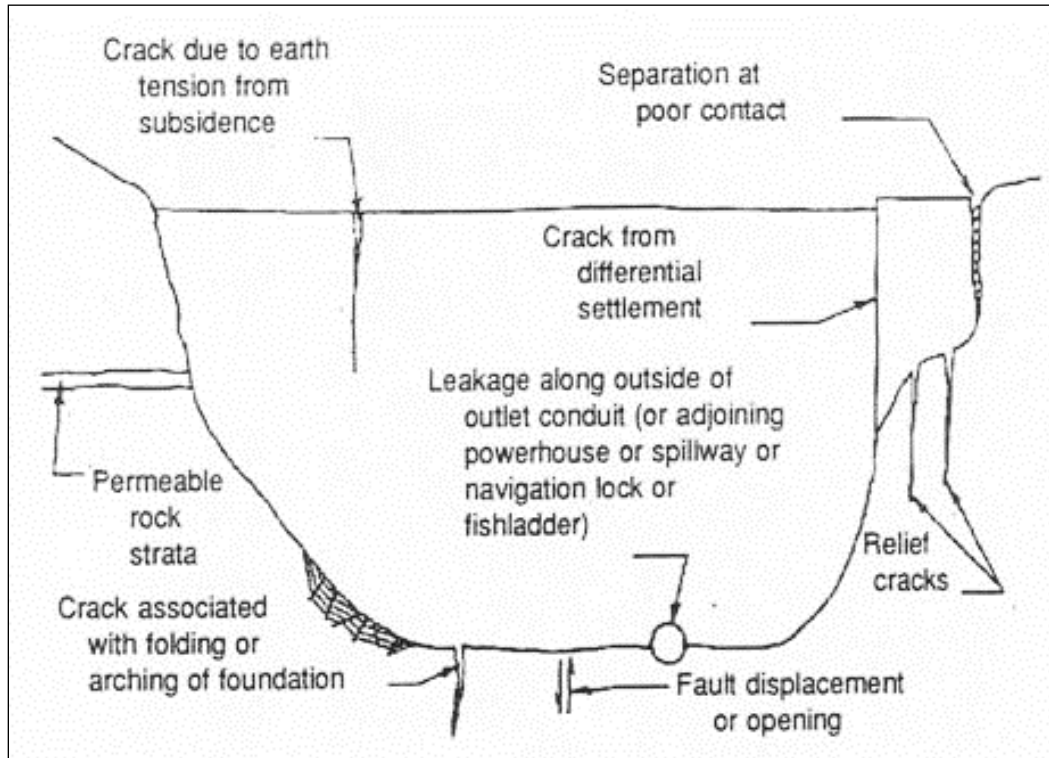 Crack due to earth
tension from
subsidence
Separation at
poor contact
Crack from
differential
settlement
Leakage along outside of
outlet conduit (or adjoining
powerhouse or spillway or
navigation lock or
fishladder)
Permeable
rock
strata
Relief
cracks
Crack associated
with folding or
arching of foundation
Fault displacement
or opening